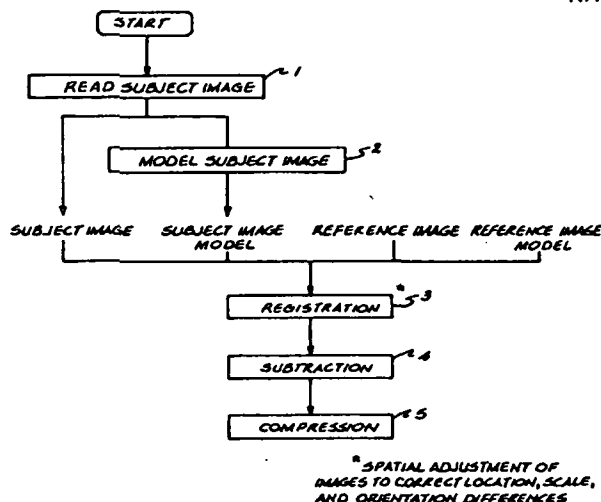 START
READ SUBJECT IMAGE 1
MODEL SUBJECT IMAGE 2
SUBJECT IMAGE SUBJECT IMAGE MODEL REFERENCE IMAGE REFERENCE IMAGE MODEL
REGISTRATION * 3
SUBTRACTION 4
COMPRESSION 5
* SPATIAL ADJUSTMENT OF
IMAGES TO CORRECT LOCATION, SCALE,
AND ORIENTATION DIFFERENCES